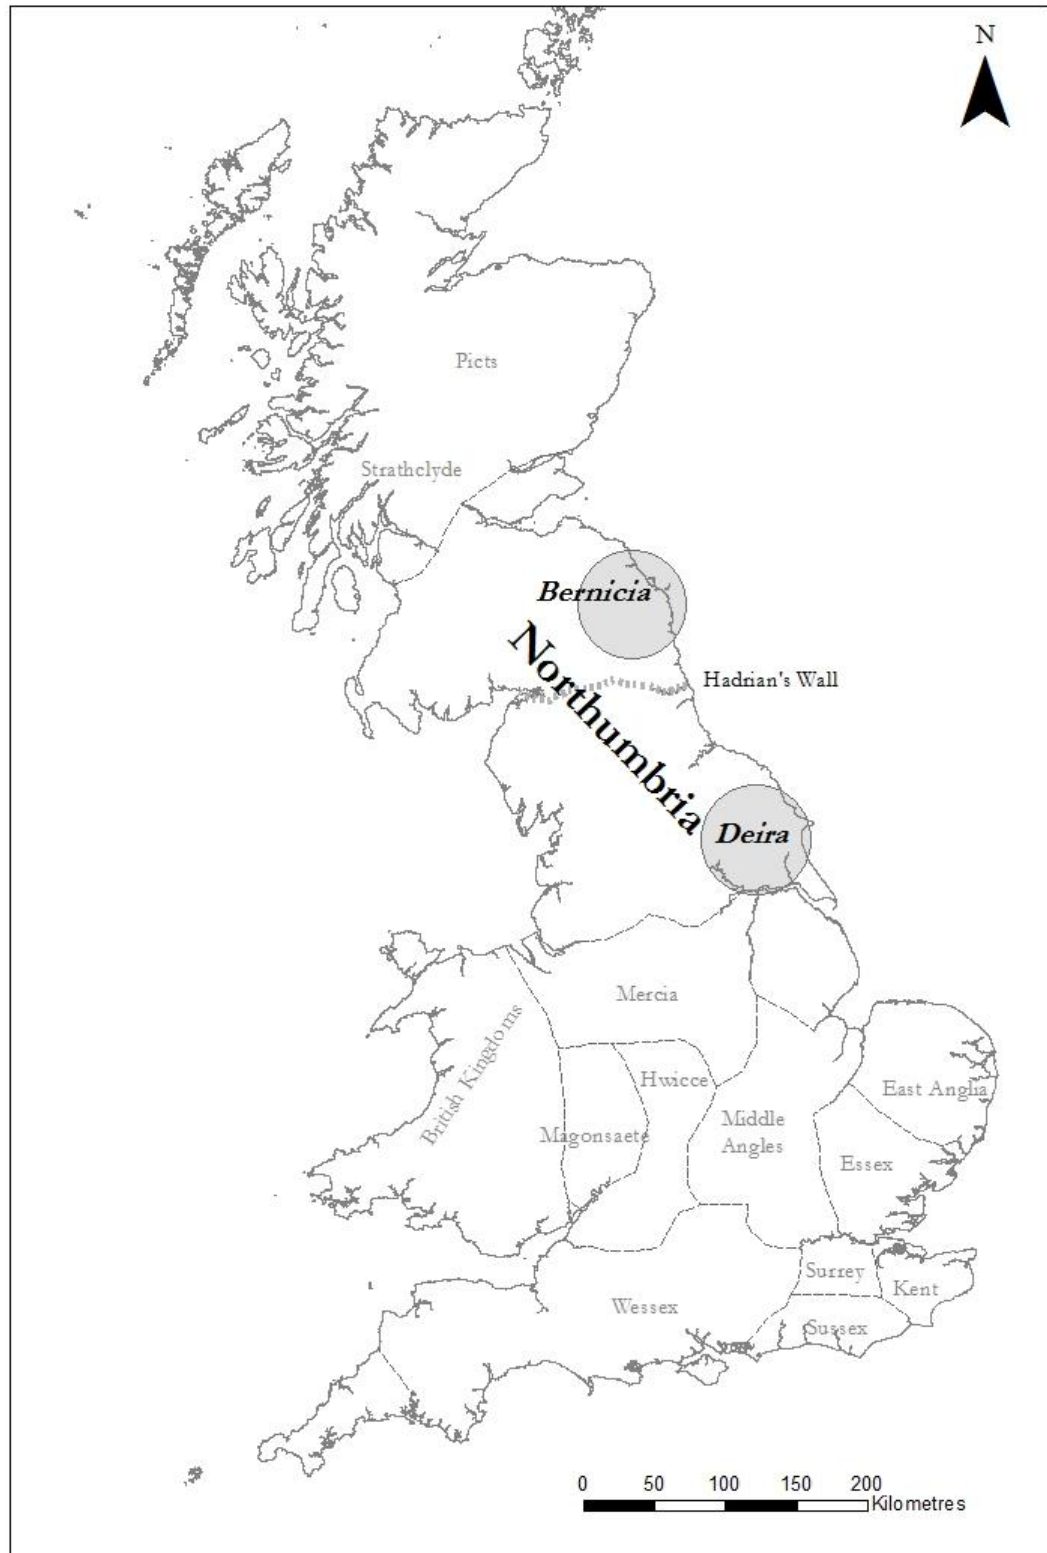 N
Picts
Strathclyde
Bernicia
Northumbria
Hadrian's Wall
Deira
Mercia
British Kingdoms
Hwicce
East Anglia
Magonsaete
Middle
Angles
Essex
Surrey
Kent
Wessex
Sussex
0 50 100 150 200
Kilometres